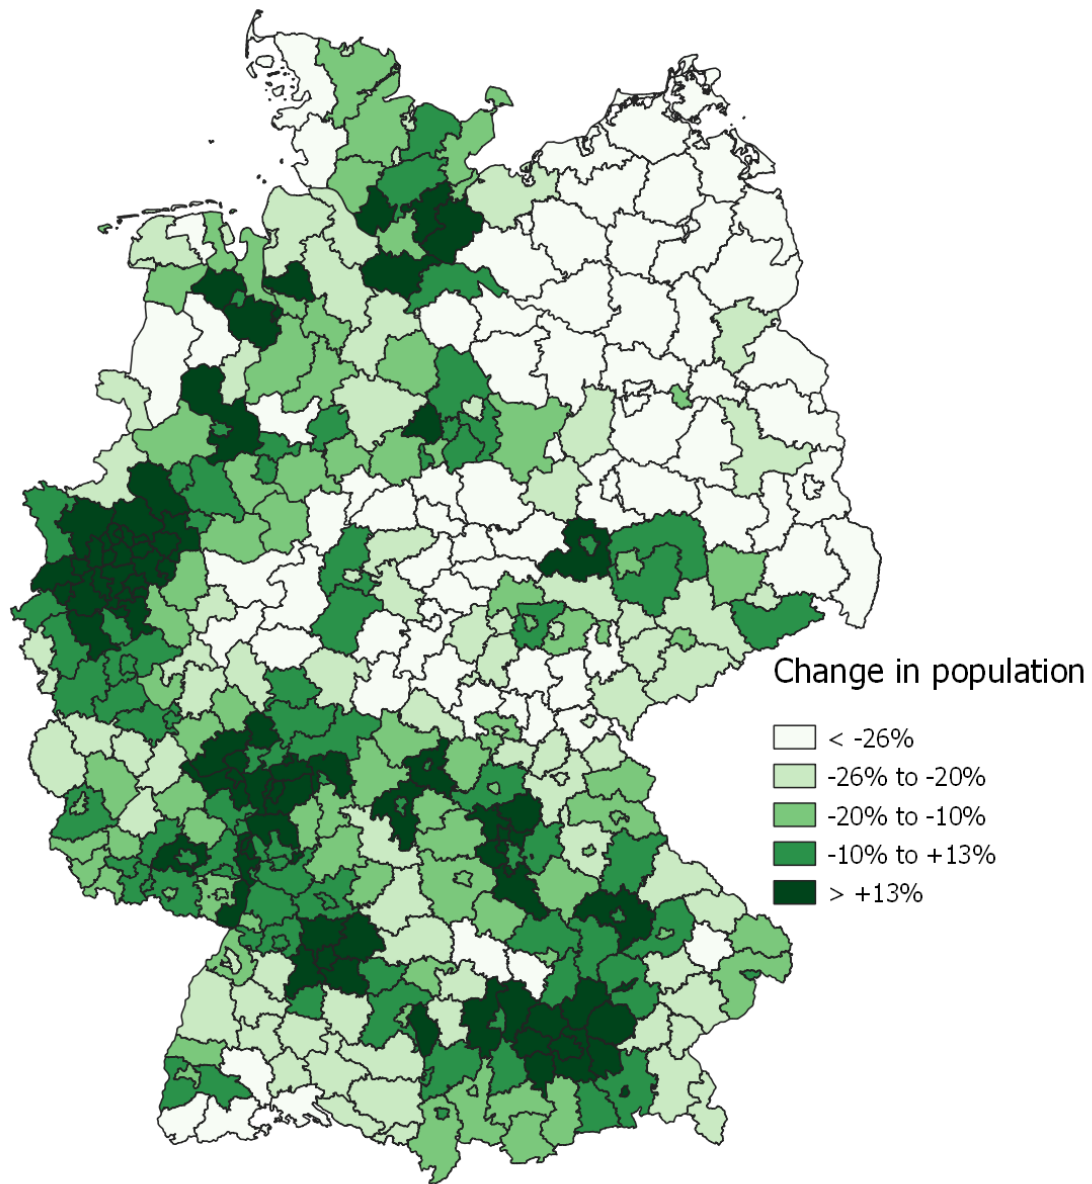 Change in population
< -26%
-26% to -20%
-20% to -10%
-10% to +13%
> +13%